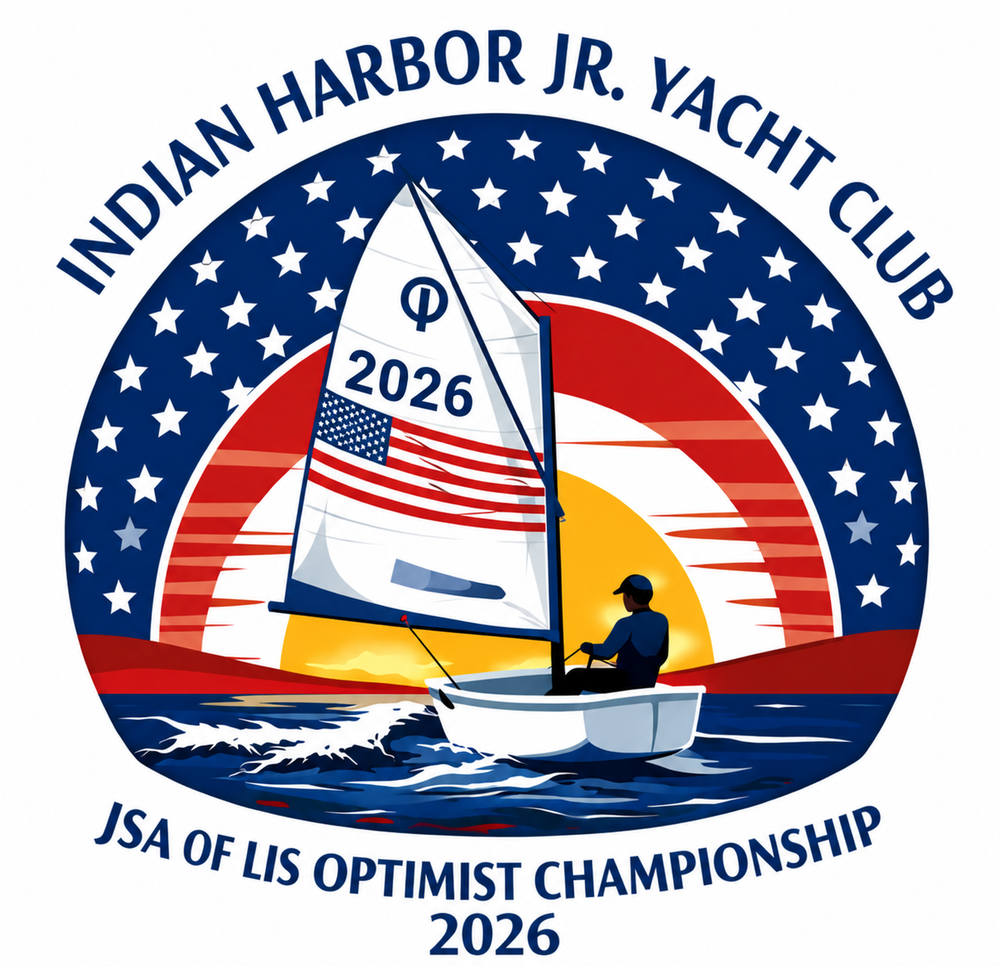 INDIAN HARBOR JR. YACHT CLUB
2026
JSA OF LIS OPTIMIST CHAMPIONSHIP
2026